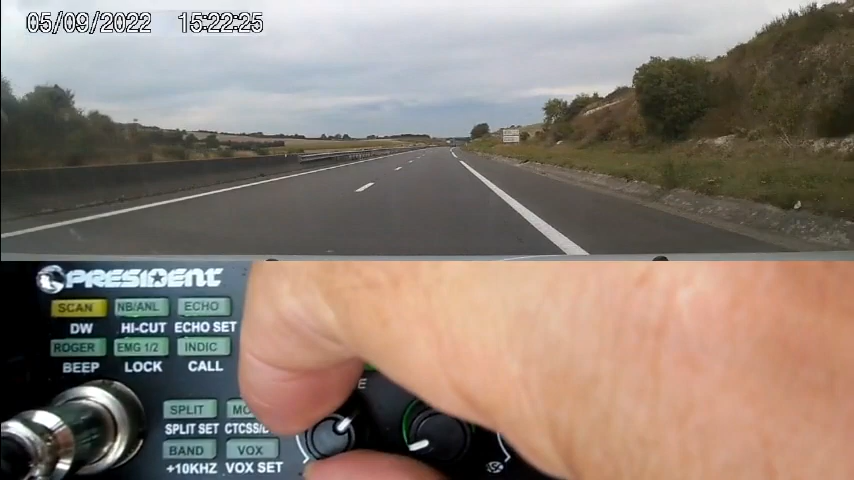 05/09/2022 15:22:25
PRESIDENT
SCAN NB/ANL ECHO
DW HI-CUT ECHO SET
ROGER EMG 1/2 INDIC
BEEP LOCK CALL
SPLIT
SPLIT SET
BAND VOX
+10KHZ VOX SET